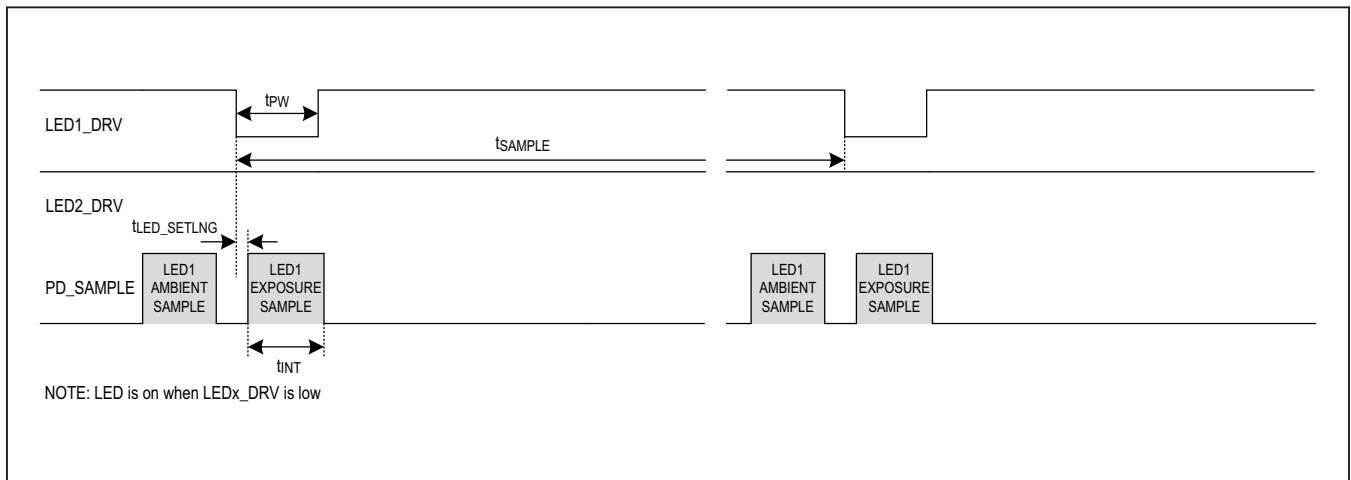 tPW
LED1_DRV
tSAMPLE
LED2_DRV
tLED_SETLNG
PD_SAMPLE
LED1
AMBIENT
SAMPLE
LED1
EXPOSURE
SAMPLE
LED1
AMBIENT
SAMPLE
LED1
EXPOSURE
SAMPLE
tINT
NOTE: LED is on when LEDx_DRV is low